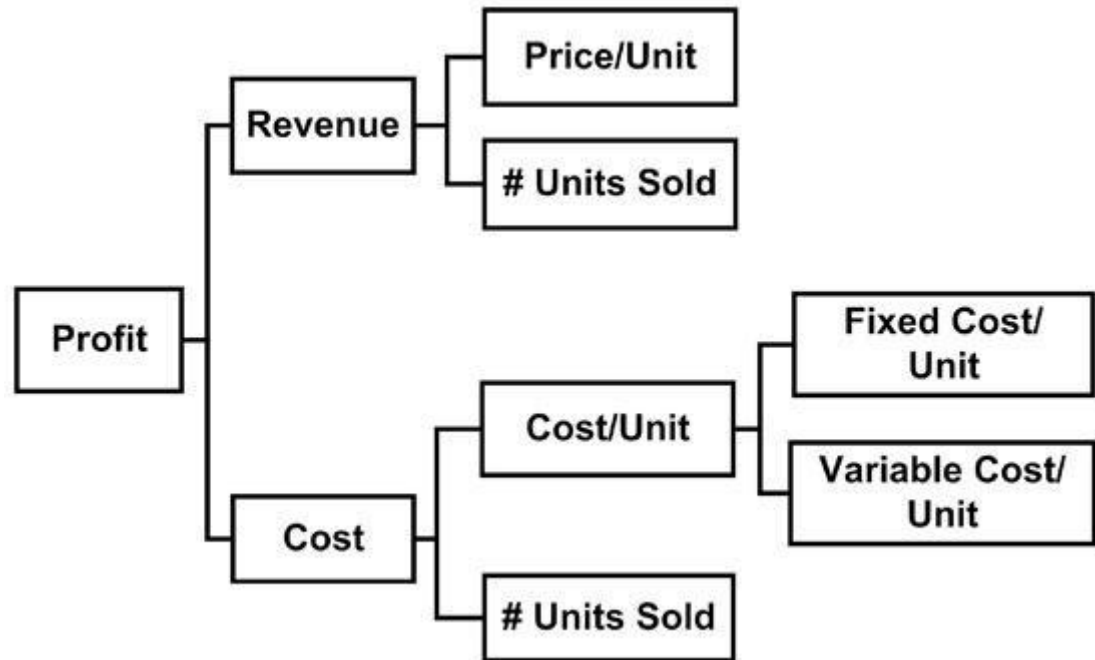 Price/Unit
Revenue
# Units Sold
Profit
Fixed Cost/
Unit
Cost/Unit
Variable Cost/
Unit
Cost
# Units Sold